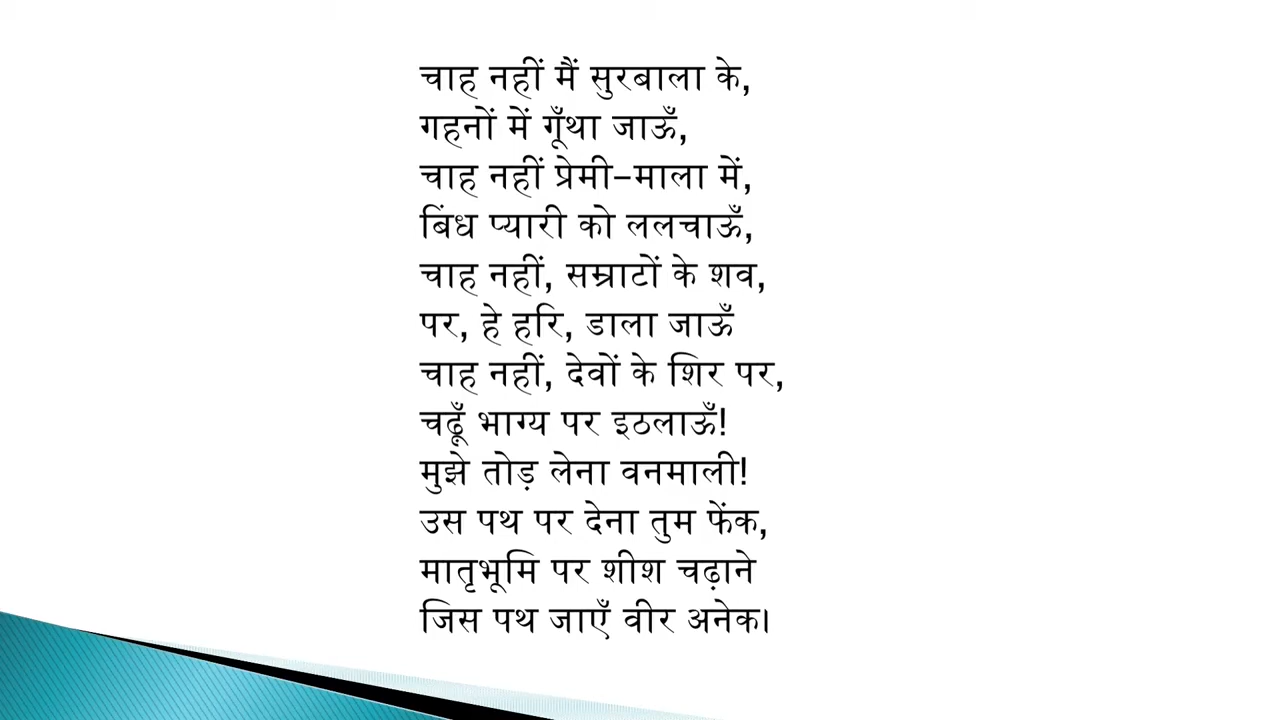 चाह नहीं मैं सुरबाला के,
गहनों में गूँथा जाऊँ,
चाह नहीं प्रेमी-माला में,
बिंध प्यारी को ललचाऊँ,
चाह नहीं, सम्राटों के शव,
पर, हे हरि, डाला जाऊँ
चाह नहीं, देवों के शिर पर,
चढ़ूँ भाग्य पर इठलाऊँ!
मुझे तोड़ लेना वनमाली!
उस पथ पर देना तुम फेंक,
मातृभूमि पर शीश चढ़ाने
जिस पथ जाएँ वीर अनेक।